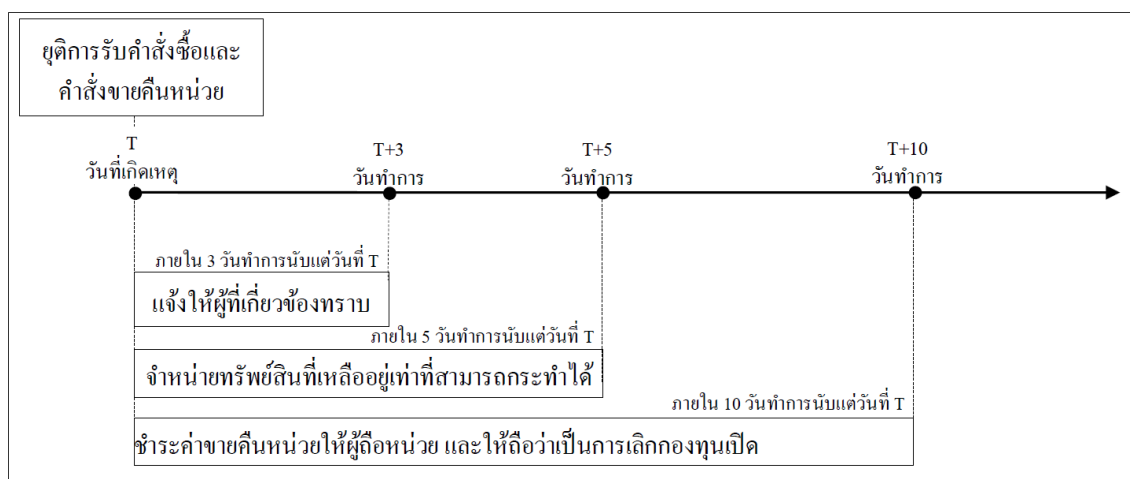 ยุติการรับคำสั่งซื้อและ
คำสั่งขายคืนหน่วย
T
วันที่เกิดเหตุ
T+3
วันทำการ
T+5
วันทำการ
T+10
วันทำการ
ภายใน 3 วันทำการนับแต่วันที่ T
แจ้งให้ผู้ที่เกี่ยวข้องทราบ
ภายใน 5 วันทำการนับแต่วันที่ T
จำหน่ายทรัพย์สินที่เหลืออยู่เท่าที่สามารถกระทำได้
ภายใน 10 วันทำการนับแต่วันที่ T
ชำระค่าขายคืนหน่วยให้ผู้ถือหน่วย และให้ถือว่าเป็นการเลิกกองทุนเปิด